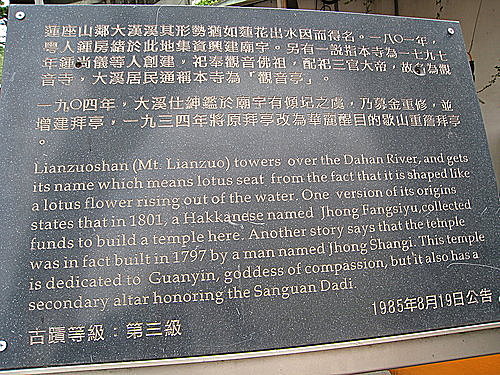 蓮座山鄰大漢溪其形勢猶如蓮花出水因而得名。一八〇一年，
粵人鍾房結於此地集資興建廟宇。另有一說指本寺為一七九七
年鍾尚儀等人創建，祀奉觀音佛祖，配祀三官大帝，故名為觀
音寺，大溪居民通稱本寺為「觀音亭」。
一九〇四年，大溪仕紳鑑於廟宇有傾圮之虞，乃募金重修，並
增建拜亭，一九三四年將原拜亭改為華麗醒目的歇山重簷拜亭
。
Lianzuoshan (Mt. Lianzuo) towers over the Dahan River, and gets
its name which means lotus seat from the fact that it is shaped like
a lotus flower rising out of the water. One version of its origins
states that in 1801, a Hakkanese named Jhong Fangsiyu, collected
funds to build a temple here. Another story says that the temple
was in fact built in 1797 by a man named Jhong Shangi. This temple
is dedicated to Guanyin, goddess of compassion, but it also has a
secondary altar honoring the Sanguan Dadi.
1985年8月19日公告
古蹟等級：第三級